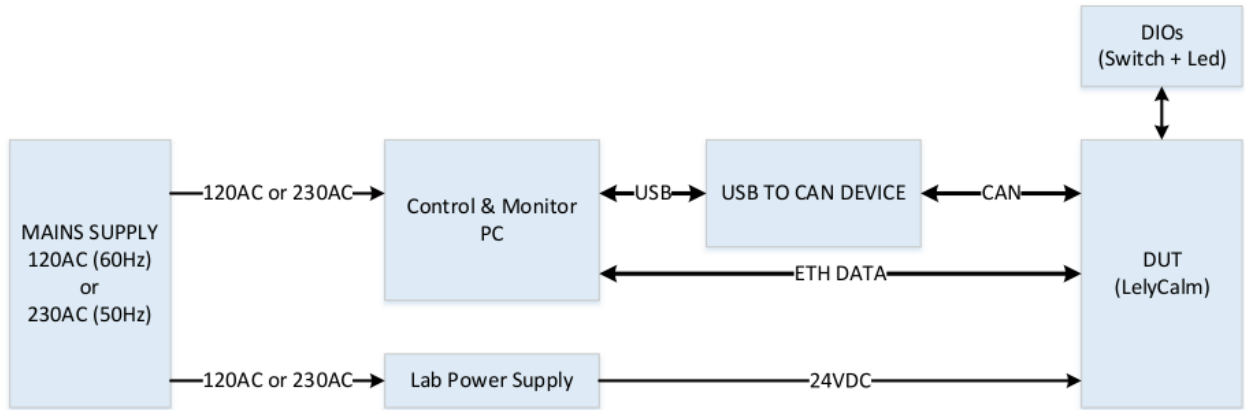 DIOs
(Switch + Led)
MAINS SUPPLY
120AC (60Hz)
or
230AC (50Hz)
120AC or 230AC
Control & Monitor
PC
USB
USB TO CAN DEVICE
CAN
ETH DATA
DUT
(LelyCalm)
120AC or 230AC
Lab Power Supply
24VDC